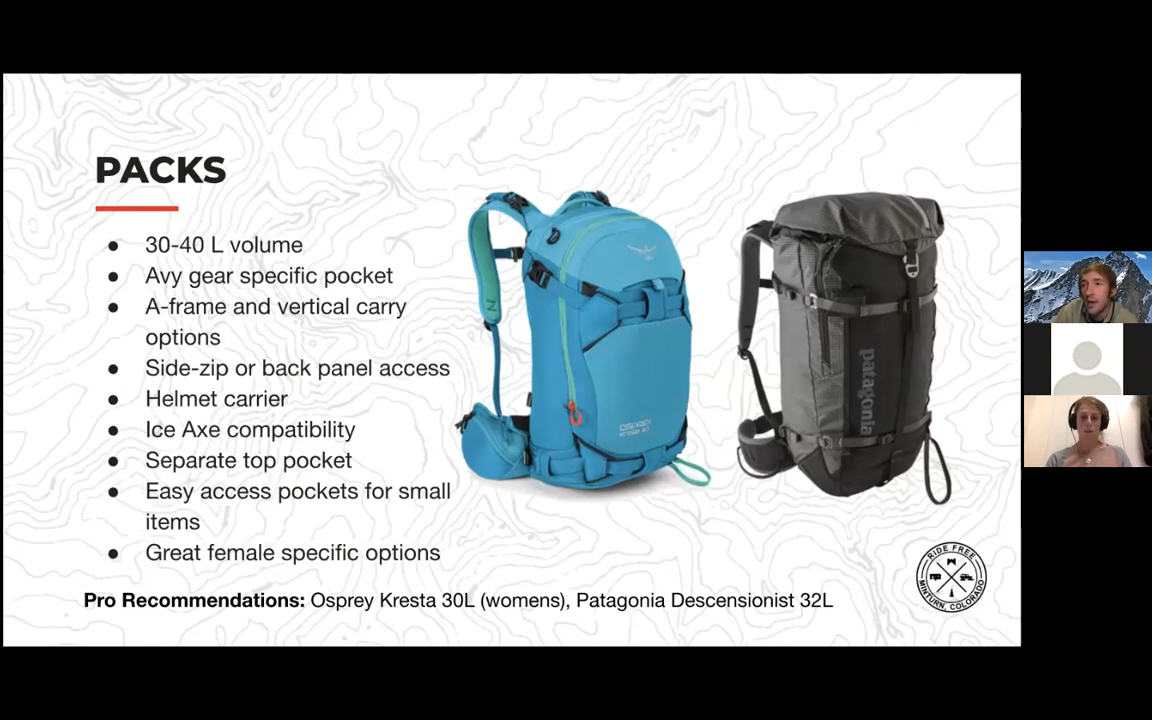 PACKS
● 30-40 L volume
● Avy gear specific pocket
● A-frame and vertical carry
options
● Side-zip or back panel access
● Helmet carrier
● Ice Axe compatibility
● Separate top pocket
● Easy access pockets for small
items
● Great female specific options
Pro Recommendations: Osprey Kresta 30L (womens), Patagonia Descensionist 32L
OSPREY
patagonia
RIDE FREE
MINTURN, COLORADO